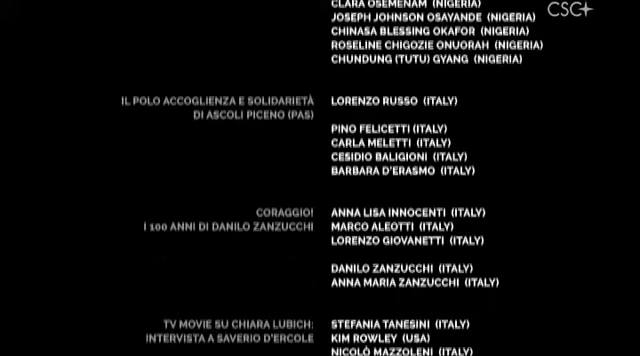 CLARA OSEMENAM (NIGERIA)
CSC+
JOSEPH JOHNSON OSAYANDE (NIGERIA)
CHINASA BLESSING OKAFOR (NIGERIA)
ROSELINE CHIGOZIE ONUORAH (NIGERIA)
CHUNDUNG (TUTU) GYANG (NIGERIA)
IL POLO ACCOGLIENZA E SOLIDARIETÀ LORENZO RUSSO (ITALY)
DI ASCOLI PICENO (PAS)
PINO FELICETTI (ITALY)
CARLA MELETTI (ITALY)
CESIDIO BALIGIONI (ITALY)
BARBARA D'ERASMO (ITALY)
CORAGGIO! ANNA LISA INNOCENTI (ITALY)
I 100 ANNI DI DANILO ZANZUCCHI MARCO ALEOTTI (ITALY)
LORENZO GIOVANETTI (ITALY)
DANILO ZANZUCCHI (ITALY)
ANNA MARIA ZANZUCCHI (ITALY)
TV MOVIE SU CHIARA LUBICH: STEFANIA TANESINI (ITALY)
INTERVISTA A SAVERIO D'ERCOLE KIM ROWLEY (USA)
NICOLÒ MAZZOLENI (ITALY)